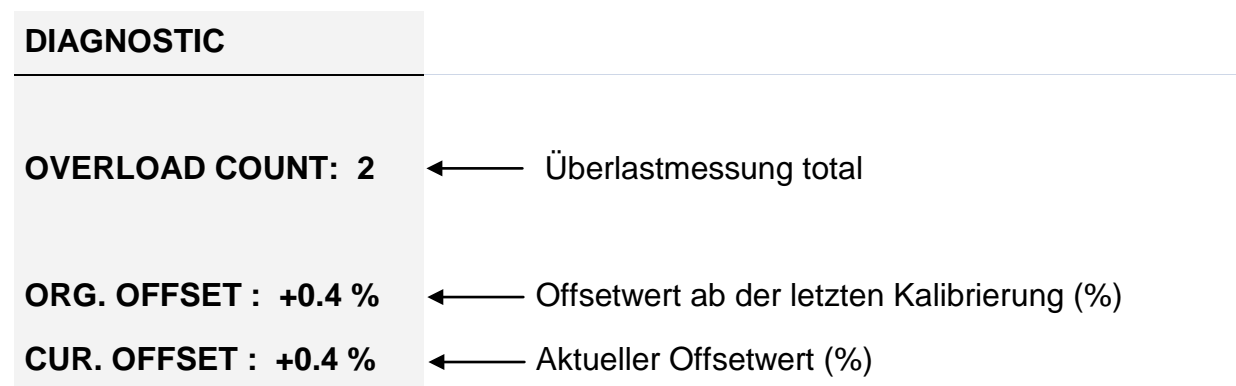 DIAGNOSTIC
OVERLOAD COUNT: 2 Überlastmessung total
ORG. OFFSET : +0.4 % Offsetwert ab der letzten Kalibrierung (%)
CUR. OFFSET : +0.4 % Aktueller Offsetwert (%)